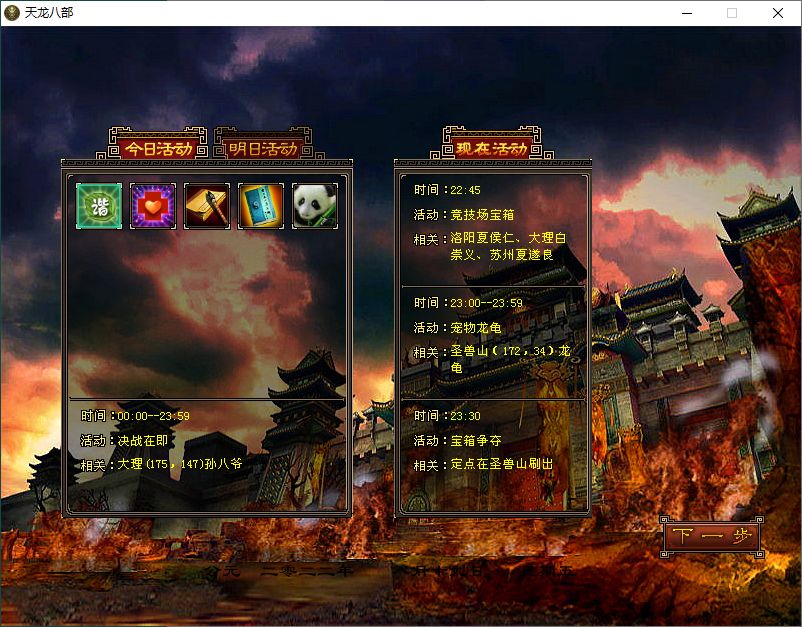 天龙八部
今日活动
明日活动
谐
时间：00:00--23:59
活动：决战在即
相关：大理(175，147)孙八爷
现在活动
时间：22:45
活动：竞技场宝箱
相关：洛阳夏侯仁、大理白
崇义、苏州夏遂良
时间：23:00--23:59
活动：宠物龙龟
相关：圣兽山（172，34）龙
龟
时间：23:30
活动：宝箱争夺
相关：定点在圣兽山刷出
下一步